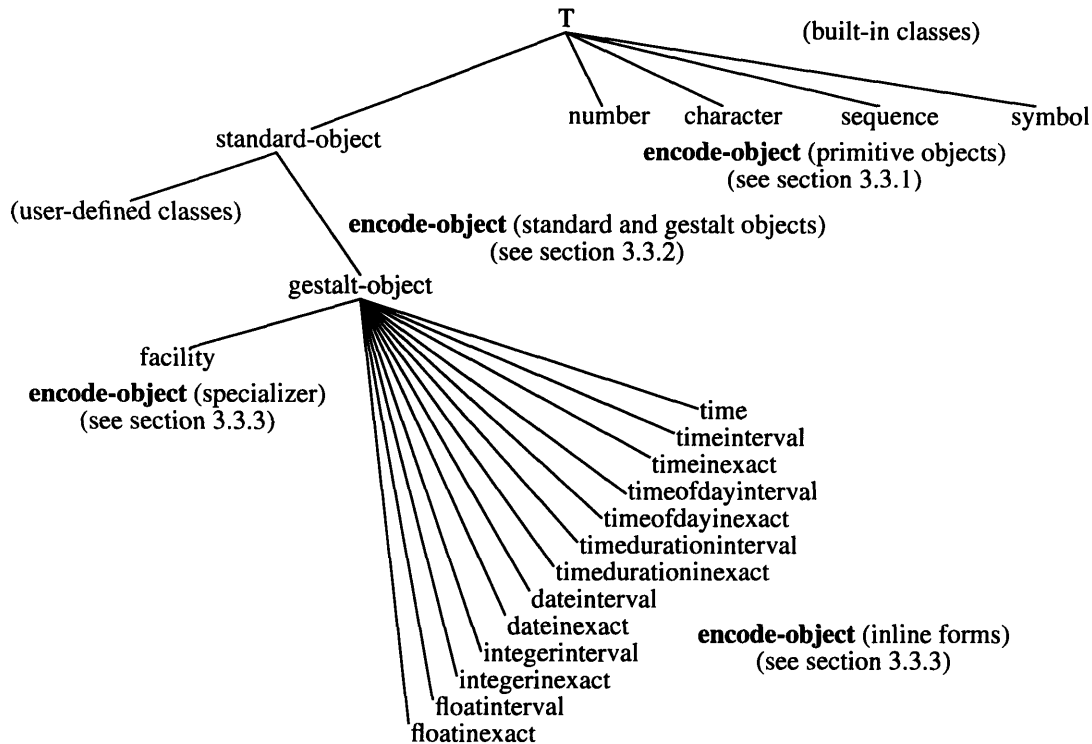 T
(built-in classes)
number character sequence symbol
standard-object
encode-object (primitive objects)
(see section 3.3.1)
(user-defined classes)
encode-object (standard and gestalt objects)
(see section 3.3.2)
gestalt-object
facility
encode-object (specializer)
(see section 3.3.3)
time
timeinterval
timeinexact
timeofdayinterval
timeofdayinexact
timedurationinterval
timedurationinexact
dateinterval
dateinexact
integerinterval
integerinexact
floatinterval
floatinexact
encode-object (inline forms)
(see section 3.3.3)